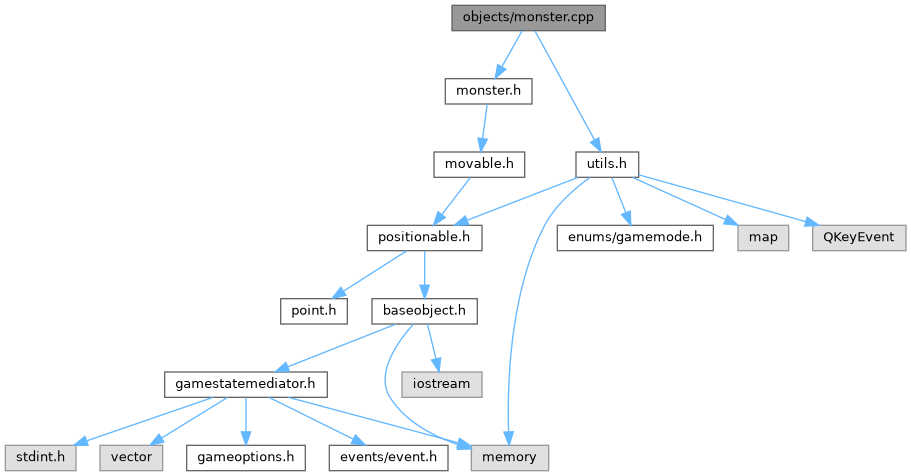 objects/monster.cpp
monster.h
movable.h
utils.h
positionable.h
enums/gamemode.h
map
QKeyEvent
point.h
baseobject.h
gamestatemediator.h
iostream
stdint.h
vector
gameoptions.h
events/event.h
memory